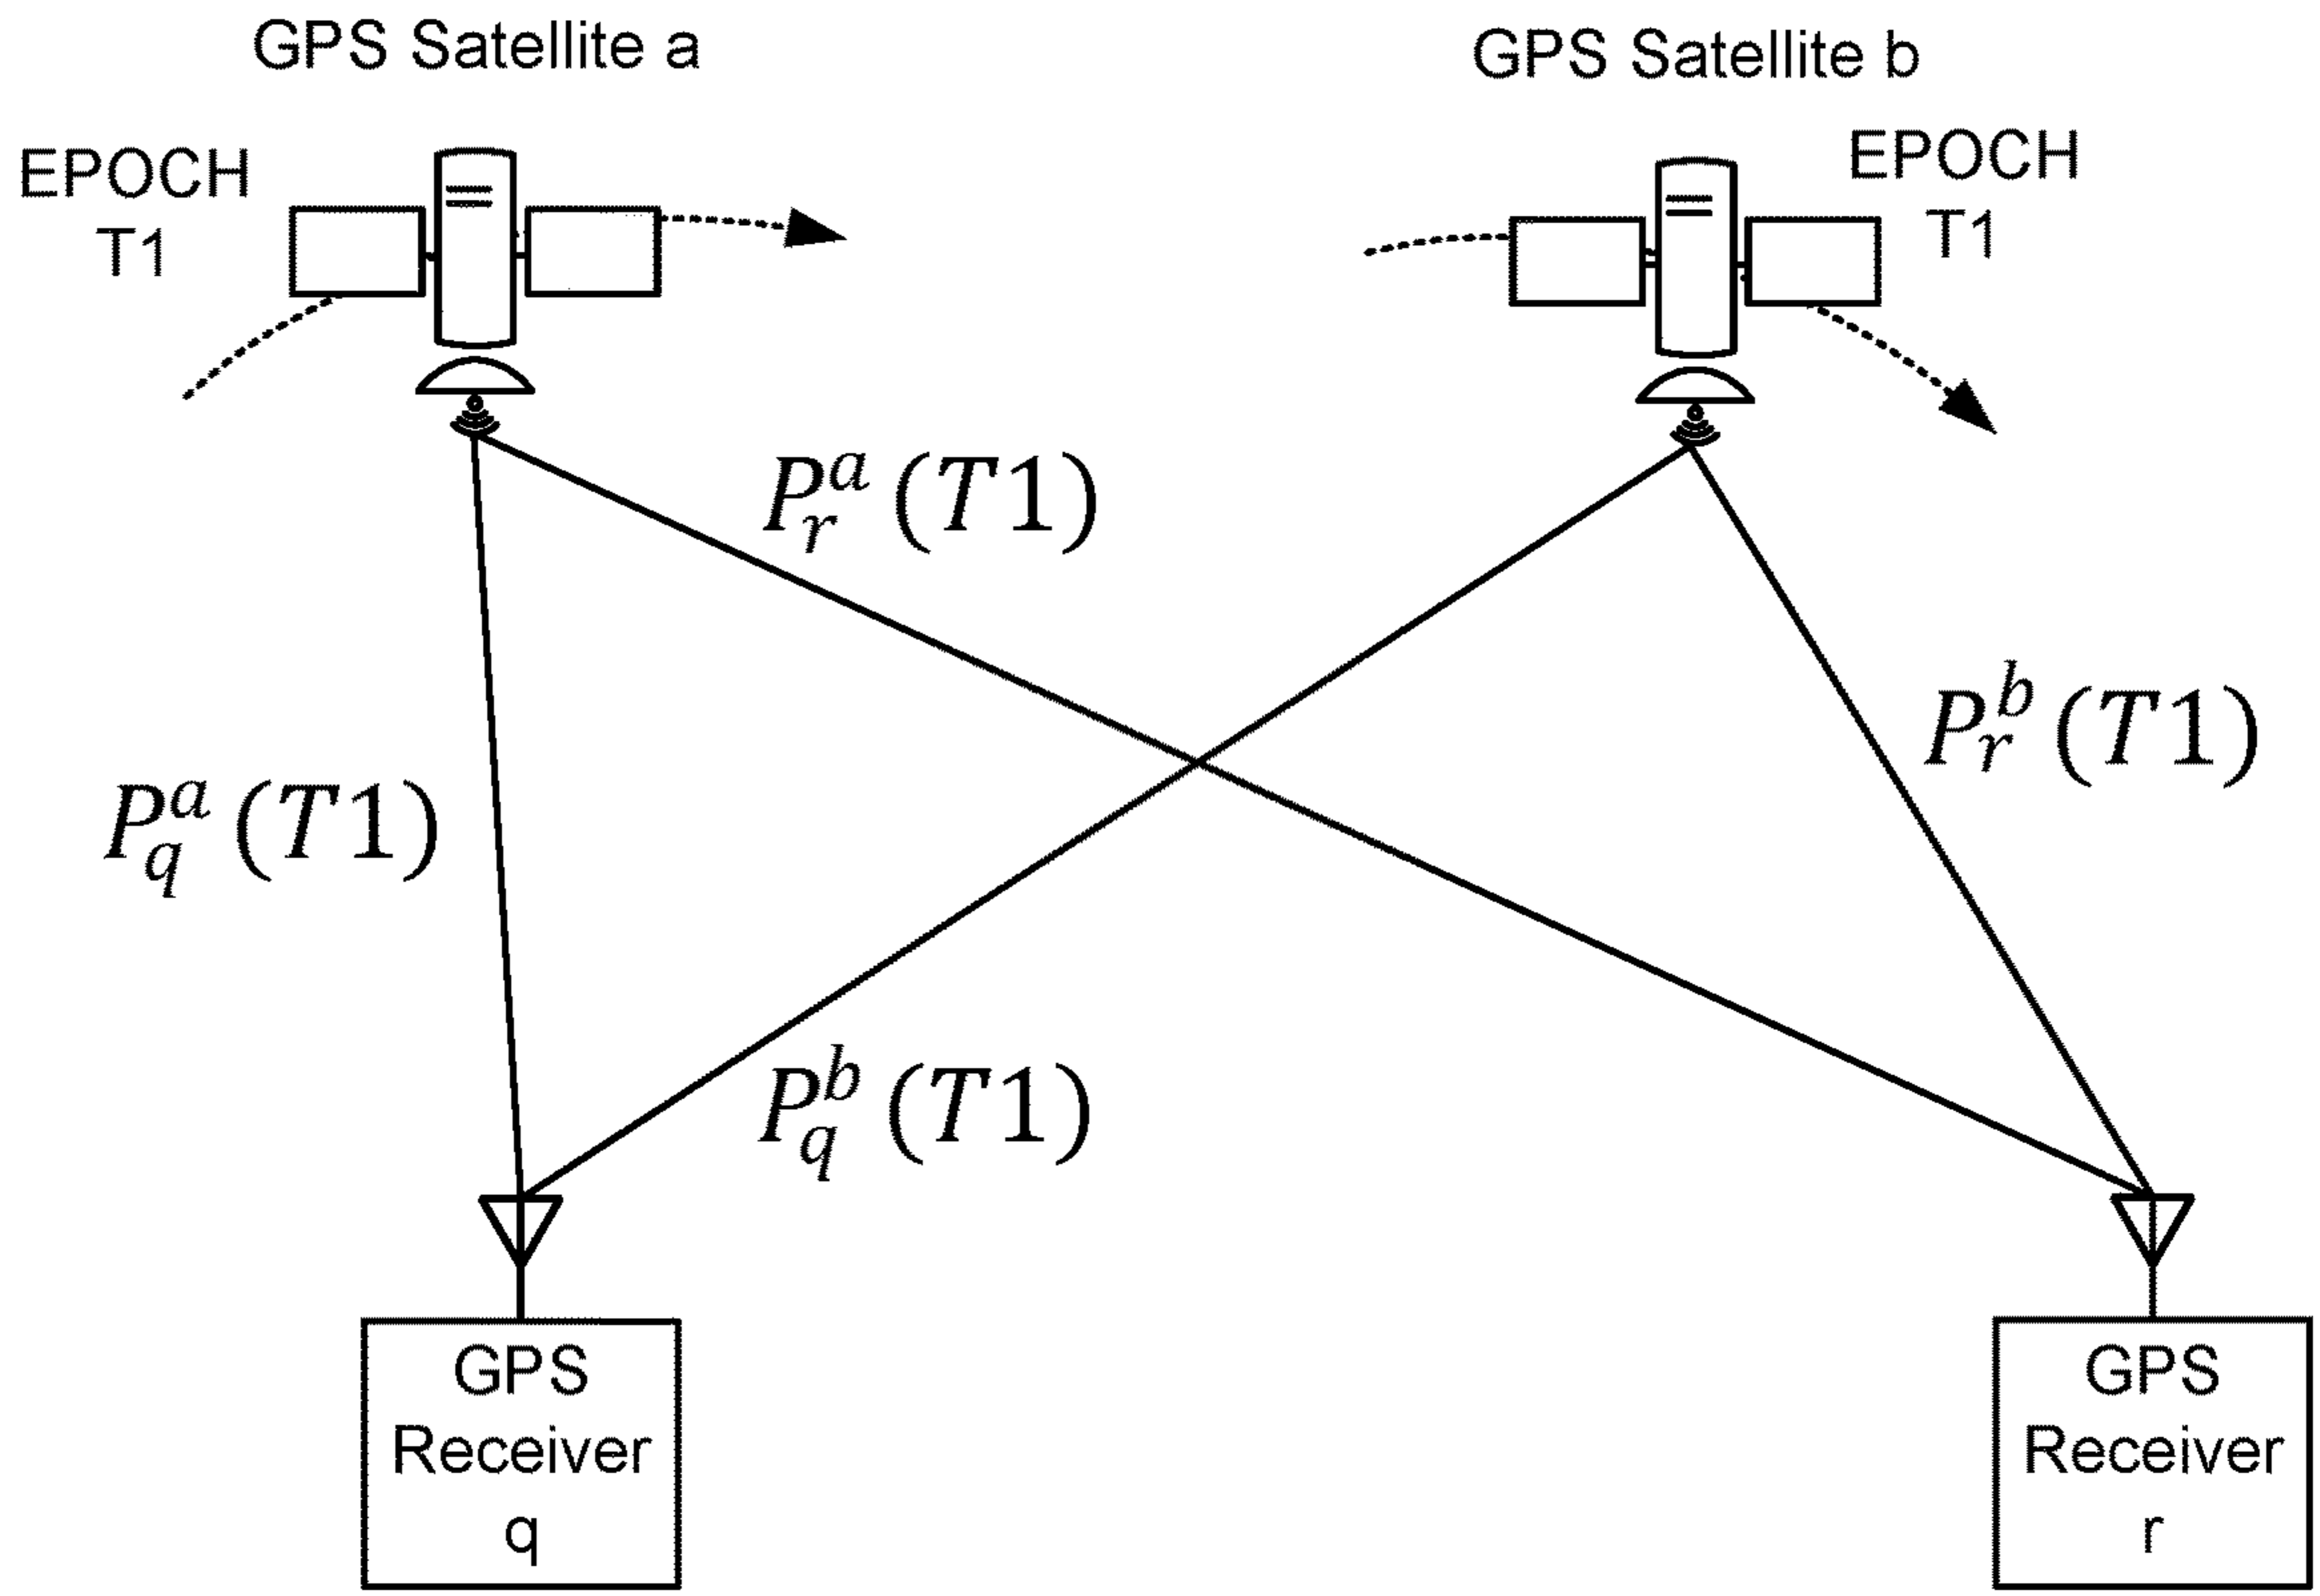 GPS Satellite a
GPS Satellite b
EPOCH
T1
EPOCH
T1
P_r^a (T1)
P_r^b (T1)
P_q^a (T1)
P_q^b (T1)
GPS
Receiver
q
GPS
Receiver
r